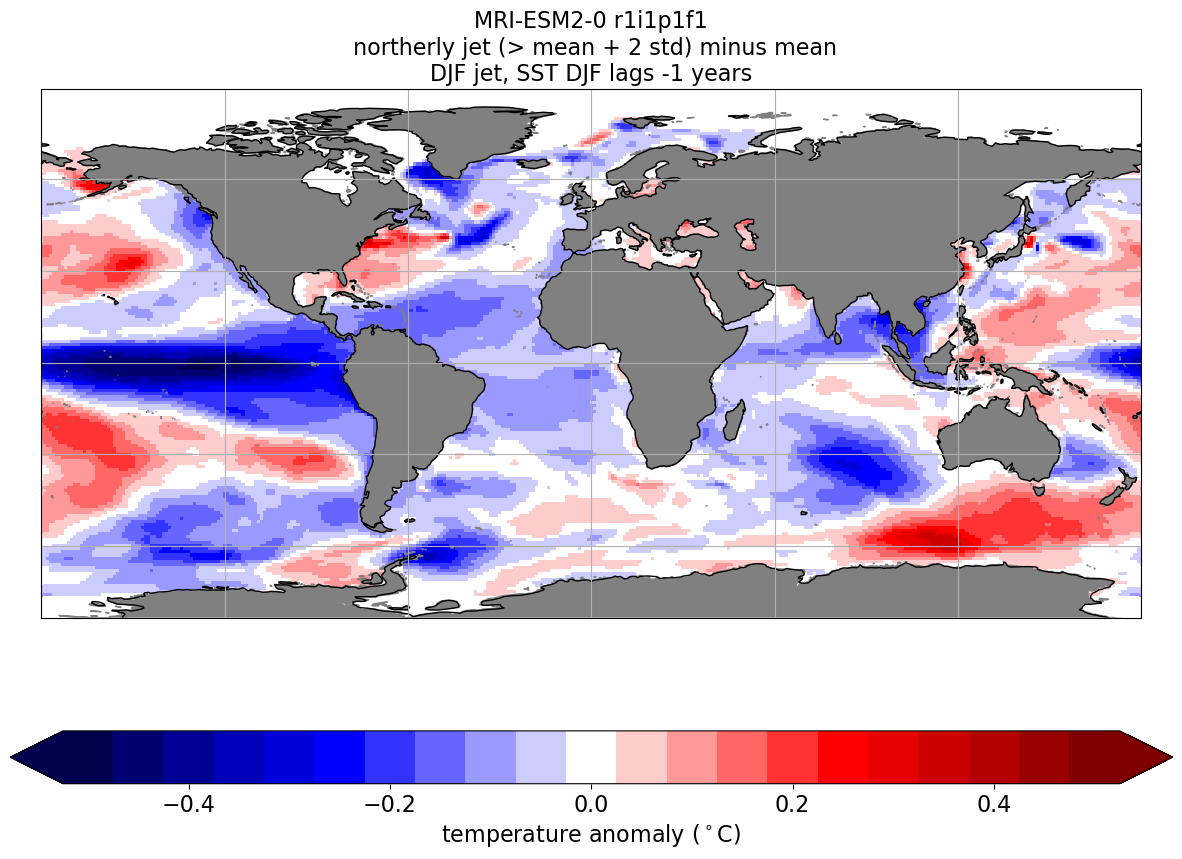 MRI-ESM2-0 r1i1p1f1
northerly jet (> mean + 2 std) minus mean
DJF jet, SST DJF lags -1 years
−0.4 −0.2 0.0 0.2 0.4
temperature anomaly (°C)